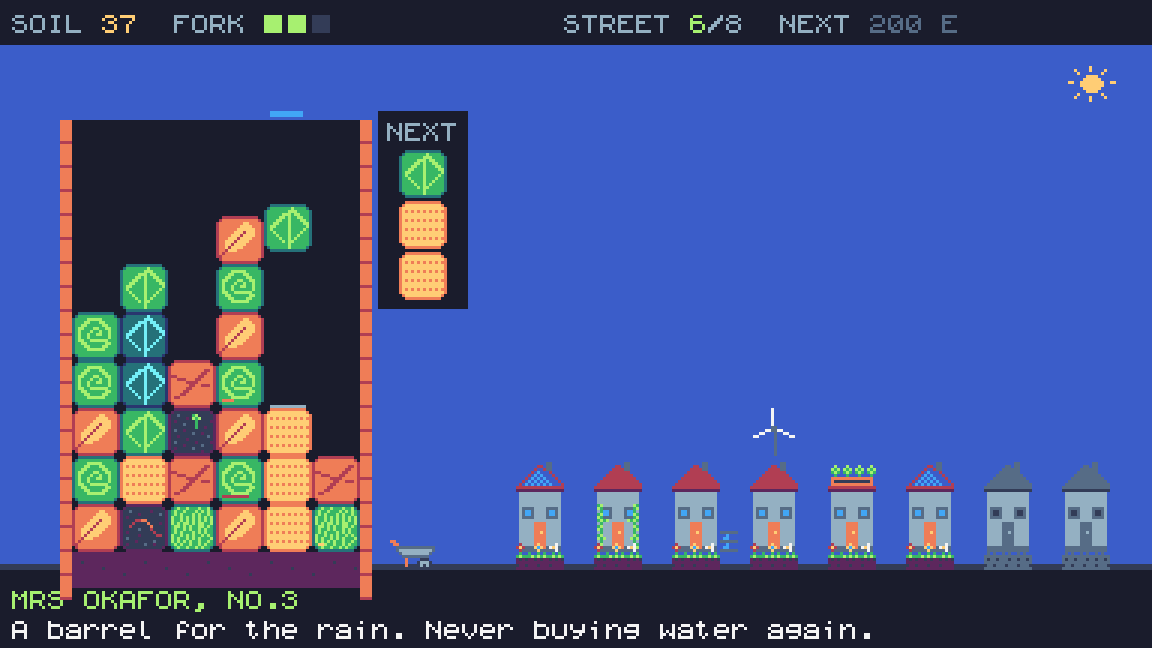 SOIL 37 FORK STREET 6/8 NEXT 200 E
NEXT
MRS OKAFOR, NO.3
A barrel for the rain. Never buying water again.